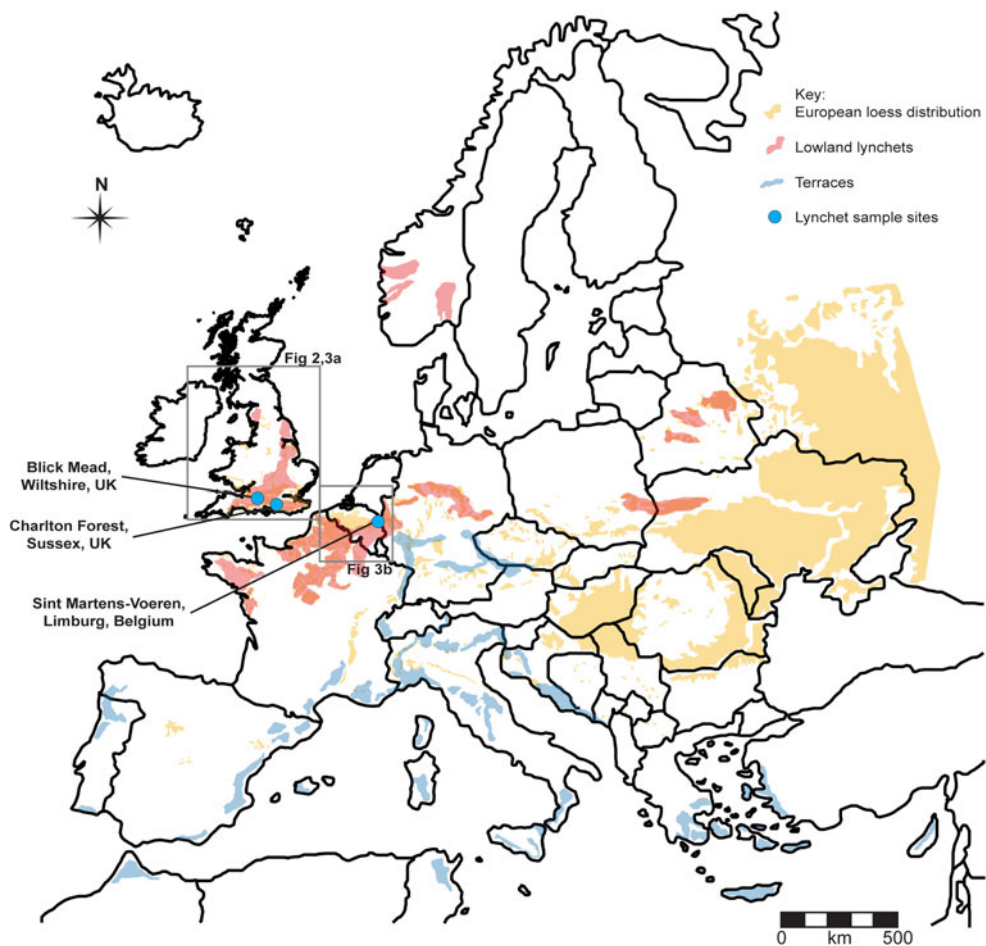 Key:
European loess distribution
Lowland lynchets
Terraces
Lynchet sample sites
N
Fig 2,3a
Blick Mead,
Wiltshire, UK
Charlton Forest,
Sussex, UK
Fig 3b
Sint Martens-Voeren,
Limburg, Belgium
0 km 500